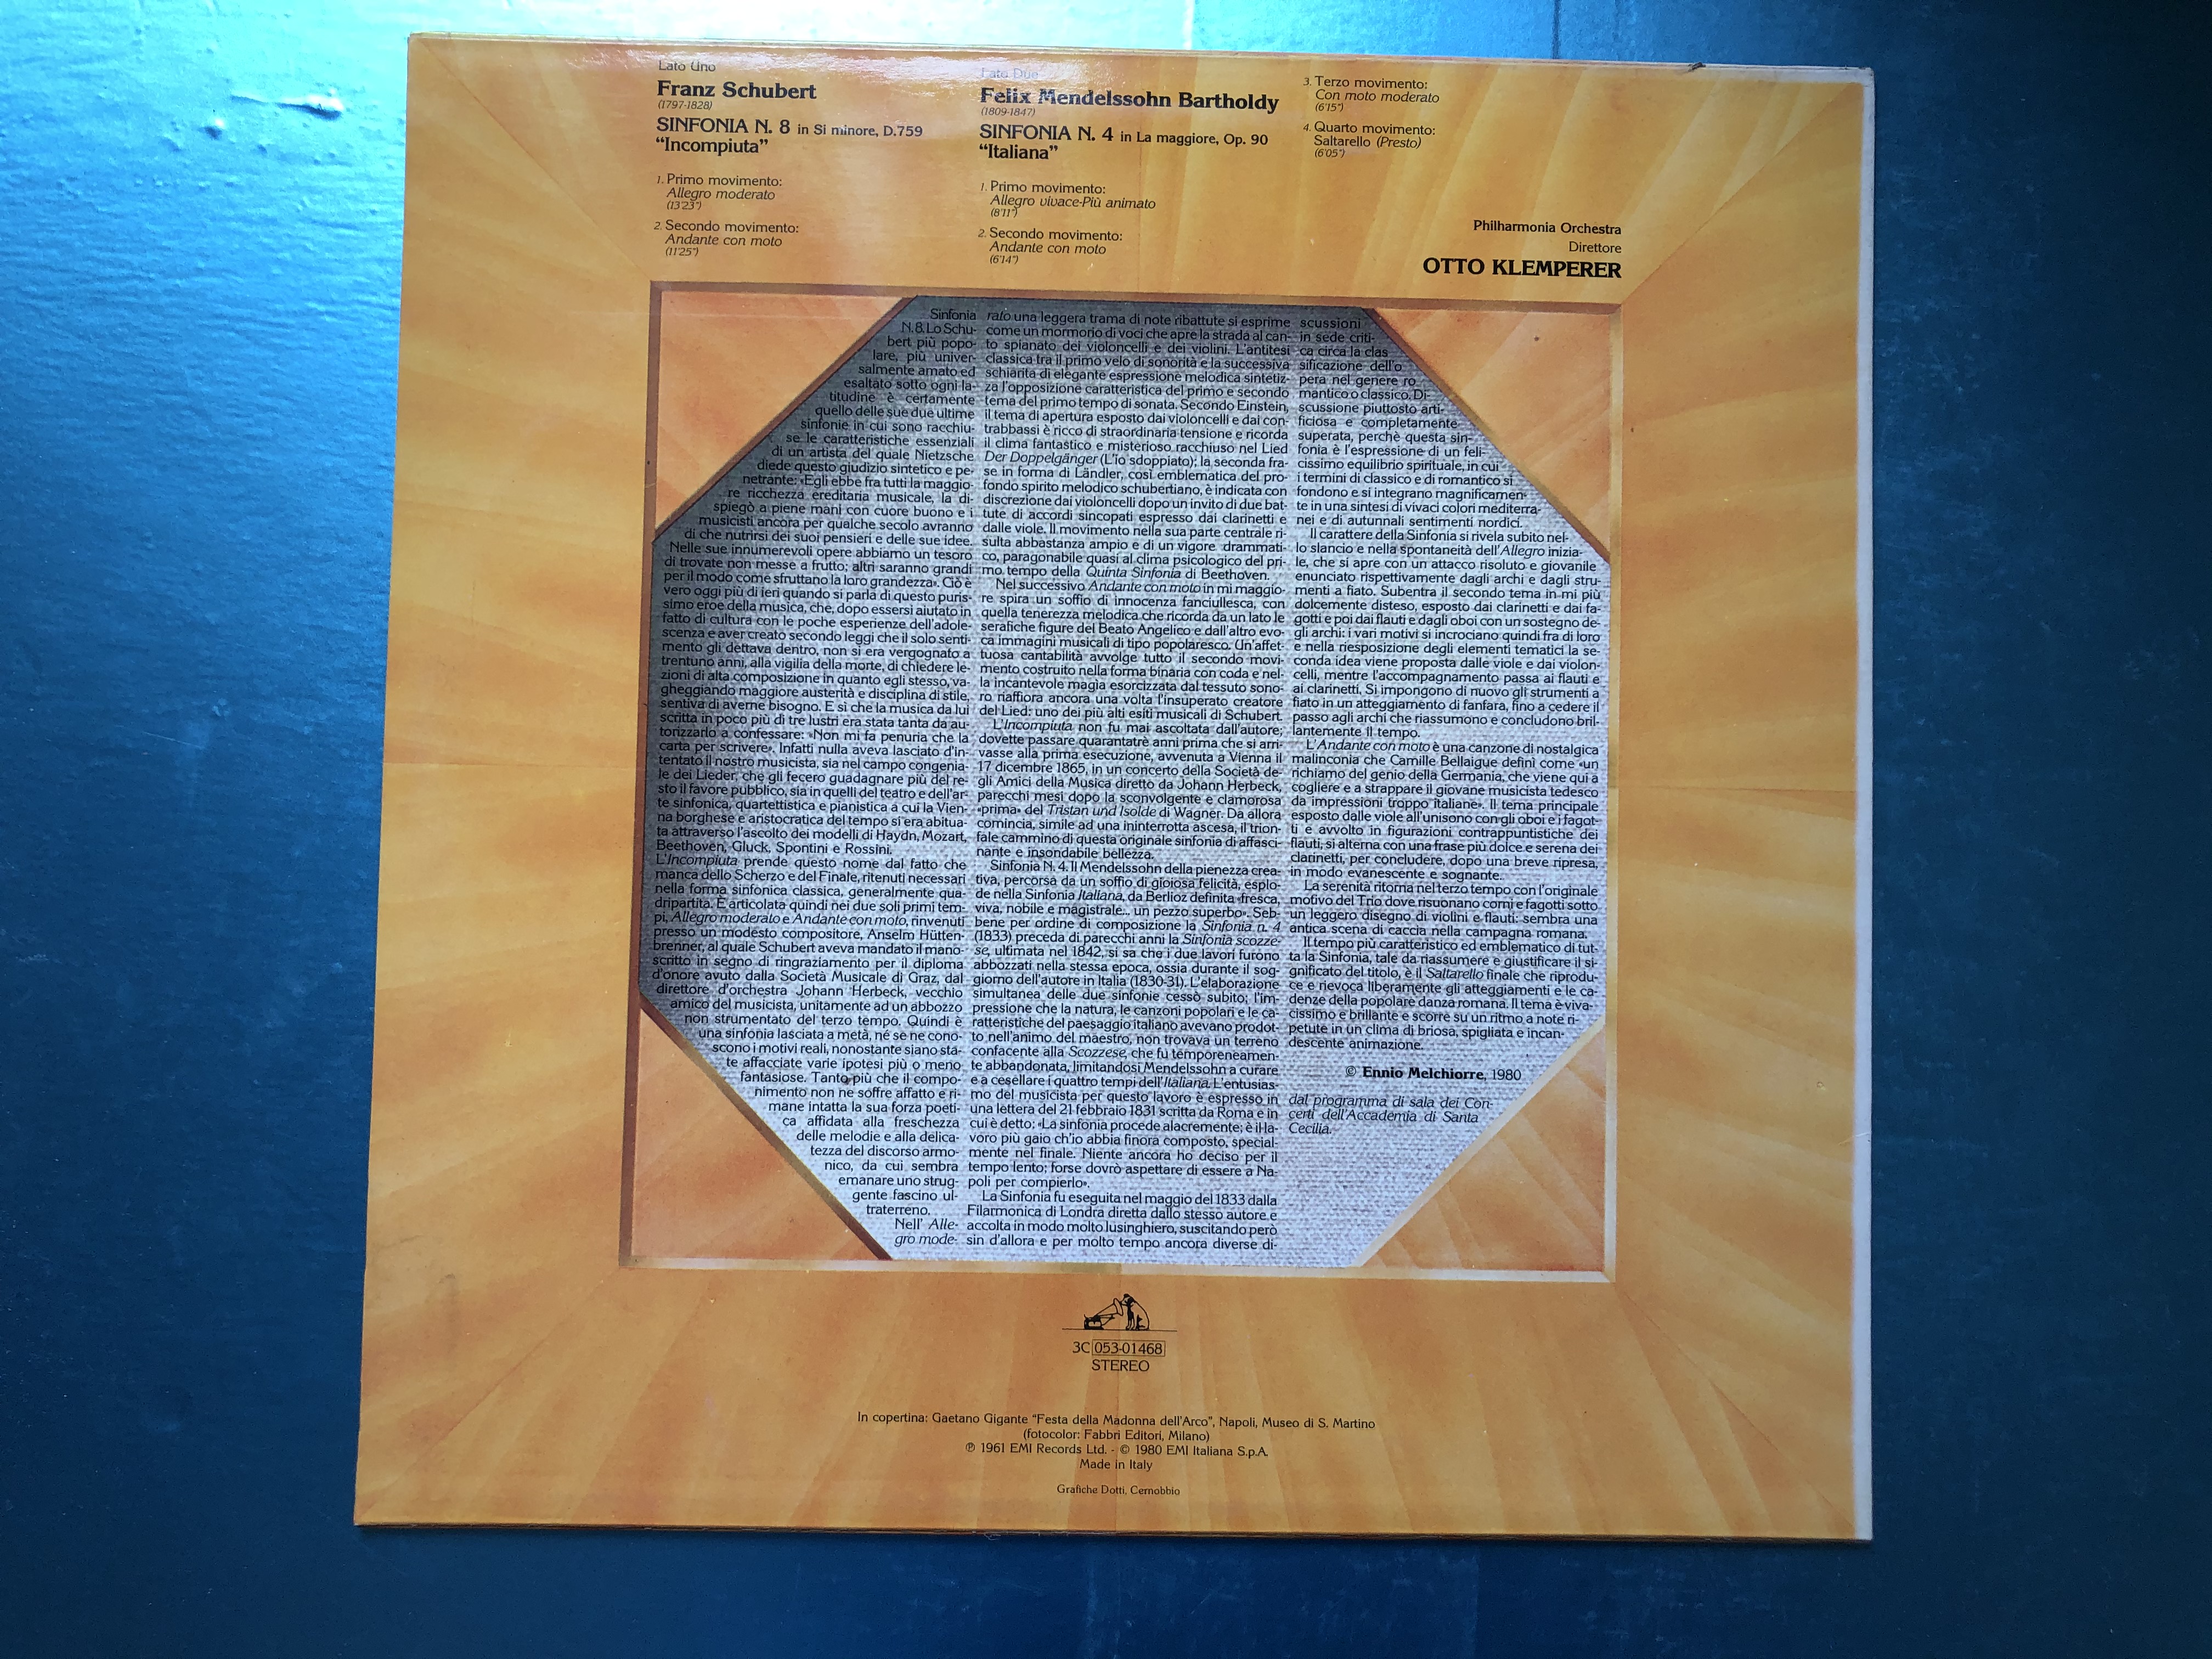 Lato Uno
Franz Schubert
(1797-1828)
SINFONIA N. 8 in Si minore, D.759
“Incompiuta”
1. Primo movimento:
Allegro moderato
(13'23")
2. Secondo movimento:
Andante con moto
(11'25")
Lato Due
Felix Mendelssohn Bartholdy
(1809-1847)
SINFONIA N. 4 in La maggiore, Op. 90
“Italiana”
1. Primo movimento:
Allegro vivace-Più animato
(8'11")
2. Secondo movimento:
Andante con moto
(6'14")
3. Terzo movimento:
Con moto moderato
(6'15")
4. Quarto movimento:
Saltarello (Presto)
(6'05")
Philharmonia Orchestra
Direttore
OTTO KLEMPERER
Sinfonia
N.8. Lo Schu-
bert più popo-
lare, più univer-
salmente amato ed
esaltato sotto ogni la-
titudine è certamente
quello delle sue due ultime
sinfonie in cui sono racchiu-
se le caratteristiche essenziali
di un artista del quale Nietzsche
diede questo giudizio sintetico e pe-
netrante: «Egli ebbe fra tutti la maggio-
re ricchezza ereditaria musicale, la di-
spiegò a piene mani con cuore buono e i
musicisti ancora per qualche secolo avranno
di che nutrirsi dei suoi pensieri e delle sue idee.
Nelle sue innumerevoli opere abbiamo un tesoro
di trovate non messe a frutto; altri saranno grandi
per il modo come sfruttano la loro grandezza». Ciò è
vero oggi più di ieri quando si parla di questo puris-
simo eroe della musica, che, dopo essersi aiutato in
fatto di cultura con le poche esperienze dell'adole-
scenza e aver creato secondo leggi che il solo senti-
mento gli dettava dentro, non si era vergognato a
trentuno anni, alla vigilia della morte, di chiedere le-
zioni di alta composizione in quanto egli stesso, va-
gheggiando maggiore austerità e disciplina di stile,
sentiva di averne bisogno. E sì che la musica da lui
scritta in poco più di tre lustri era stata tanta da au-
torizzarlo a confessare: «Non mi fa penuria che la
carta per scrivere». Infatti nulla aveva lasciato d'in-
tentato il nostro musicista, sia nel campo congenia-
le dei Lieder, che gli fecero guadagnare più del re-
sto il favore pubblico, sia in quelli del teatro e dell'ar-
te sinfonica, quartettistica e pianistica a cui la Vien-
na borghese e aristocratica del tempo si era abitua-
ta attraverso l'ascolto dei modelli di Haydn, Mozart,
Beethoven, Gluck, Spontini e Rossini.
L'Incompiuta prende questo nome dal fatto che
manca dello Scherzo e del Finale, ritenuti necessari
nella forma sinfonica classica, generalmente qua-
dripartita. È articolata quindi nei due soli primi tem-
pi, Allegro moderato e Andante con moto, rinvenuti
presso un modesto compositore, Anselm Hütten-
brenner, al quale Schubert aveva mandato il mano-
scritto in segno di ringraziamento per il diploma
d'onore avuto dalla Società Musicale di Graz, dal
direttore d'orchestra Johann Herbeck, vecchio
amico del musicista, unitamente ad un abbozzo
non strumentato del terzo tempo. Quindi è
una sinfonia lasciata a metà, né se ne cono-
scono i motivi reali, nonostante siano sta-
te affacciate varie ipotesi più o meno
fantasiose. Tanto più che il compo-
nimento non ne soffre affatto e ri-
mane intatta la sua forza poeti-
ca affidata alla freschezza
delle melodie e alla delica-
tezza del discorso armo-
nico, da cui sembra
emanare uno strug-
gente fascino ul-
traterreno.
Nell' Alle-
gro mode-
rato una leggera trama di note ribattute si esprime
come un mormorio di voci che apre la strada al can-
to spianato dei violoncelli e dei violini. L'antitesi
classica tra il primo velo di sonorità e la successiva
schiarita di elegante espressione melodica sintetiz-
za l'opposizione caratteristica del primo e secondo
tema del primo tempo di sonata. Secondo Einstein,
il tema di apertura esposto dai violoncelli e dai con-
trabbassi è ricco di straordinaria tensione e ricorda
il clima fantastico e misterioso racchiuso nel Lied
Der Doppelgänger (L'io sdoppiato); la seconda fra-
se in forma di Ländler, così emblematica del pro-
fondo spirito melodico schubertiano, è indicata con
discrezione dai violoncelli dopo un invito di due bat-
tute di accordi sincopati espresso dai clarinetti e
dalle viole. Il movimento nella sua parte centrale ri-
sulta abbastanza ampio e di un vigore drammati-
co, paragonabile quasi al clima psicologico del pri-
mo tempo della Quinta Sinfonia di Beethoven.
Nel successivo Andante con moto in mi maggio-
re spira un soffio di innocenza fanciullesca, con
quella tenerezza melodica che ricorda da un lato le
serafiche figure del Beato Angelico e dall'altro evo-
ca immagini musicali di tipo popolaresco. Un'affet-
tuosa cantabilità avvolge tutto il secondo movi-
mento costruito nella forma binaria con coda e nel-
la incantevole magìa esorcizzata dal tessuto sono-
ro riaffiora ancora una volta l'insuperato creatore
del Lied: uno dei più alti esiti musicali di Schubert.
L'Incompiuta non fu mai ascoltata dall'autore;
dovette passare quarantatrè anni prima che si arri-
vasse alla prima esecuzione, avvenuta a Vienna il
17 dicembre 1865, in un concerto della Società de-
gli Amici della Musica diretto da Johann Herbeck,
parecchi mesi dopo la sconvolgente e clamorosa
«prima» del Tristan und Isolde di Wagner. Da allora
comincia, simile ad una ininterrotta ascesa, il trion-
fale cammino di questa originale sinfonia di affasci-
nante e insondabile bellezza.
Sinfonia N. 4. Il Mendelssohn della pienezza crea-
tiva, percorsa da un soffio di gioiosa felicità, esplo-
de nella Sinfonia Italiana, da Berlioz definita «fresca,
viva, nobile e magistrale... un pezzo superbo». Seb-
bene per ordine di composizione la Sinfonia n. 4
(1833) preceda di parecchi anni la Sinfonia scozze-
se, ultimata nel 1842, si sa che i due lavori furono
abbozzati nella stessa epoca, ossia durante il sog-
giorno dell'autore in Italia (1830-31). L'elaborazione
simultanea delle due sinfonie cessò subito; l'im-
pressione che la natura, le canzoni popolari e le ca-
ratteristiche del paesaggio italiano avevano prodot-
to nell'animo del maestro, non trovava un terreno
confacente alla Scozzese, che fu temporeneamen-
te abbandonata, limitandosi Mendelssohn a curare
e a cesellare i quattro tempi dell'Italiana. L'entusias-
mo del musicista per questo lavoro è espresso in
una lettera del 21 febbraio 1831 scritta da Roma e in
cui è detto: «La sinfonia procede alacremente; è il la-
voro più gaio ch'io abbia finora composto, special-
mente nel finale. Niente ancora ho deciso per il
tempo lento; forse dovrò aspettare di essere a Na-
poli per compierlo».
La Sinfonia fu eseguita nel maggio del 1833 dalla
Filarmonica di Londra diretta dallo stesso autore e
accolta in modo molto lusinghiero, suscitando però
sin d'allora e per molto tempo ancora diverse di-
scussioni
in sede criti-
ca circa la clas
sificazione dell'o
pera nel genere ro
mantico o classico. Di-
scussione piuttosto arti-
ficiosa e completamente
superata, perchè questa sin-
fonia è l'espressione di un feli-
cissimo equilibrio spirituale, in cui
i termini di classico e di romantico si
fondono e si integrano magnificamen-
te in una sintesi di vivaci colori mediterra-
nei e di autunnali sentimenti nordici.
Il carattere della Sinfonia si rivela subito nel-
lo slancio e nella spontaneità dell'Allegro inizia-
le, che si apre con un attacco risoluto e giovanile
enunciato rispettivamente dagli archi e dagli stru-
menti a fiato. Subentra il secondo tema in mi più
dolcemente disteso, esposto dai clarinetti e dai fa-
gotti e poi dai flauti e dagli oboi con un sostegno de-
gli archi: i vari motivi si incrociano quindi fra di loro
e nella riesposizione degli elementi tematici la se-
conda idea viene proposta dalle viole e dai violon-
celli, mentre l'accompagnamento passa ai flauti e
ai clarinetti. Si impongono di nuovo gli strumenti a
fiato in un atteggiamento di fanfara, fino a cedere il
passo agli archi che riassumono e concludono bril-
lantemente il tempo.
L'Andante con moto è una canzone di nostalgica
malinconia che Camille Bellaigue definì come «un
richiamo del genio della Germania, che viene qui a
cogliere e a strappare il giovane musicista tedesco
da impressioni troppo italiane». Il tema principale
esposto dalle viole all'unisono con gli oboi e i fagot-
ti è avvolto in figurazioni contrappuntistiche dei
flauti; si alterna con una frase più dolce e serena dei
clarinetti, per concludere, dopo una breve ripresa,
in modo evanescente e sognante.
La serenità ritorna nel terzo tempo con l'originale
motivo del Trio dove risuonano corni e fagotti sotto
un leggero disegno di violini e flauti: sembra una
antica scena di caccia nella campagna romana.
Il tempo più caratteristico ed emblematico di tut-
ta la Sinfonia, tale da riassumere e giustificare il si-
gnificato del titolo, è il Saltarello finale che riprodu-
ce e rievoca liberamente gli atteggiamenti e le ca-
denze della popolare danza romana. Il tema è viva-
cissimo e brillante e scorre su un ritmo a note ri-
petute in un clima di briosa, spigliata e incan-
descente animazione.
© Ennio Melchiorre, 1980
dal programma di sala dei Con-
certi dell'Accademia di Santa
Cecilia.
3C 053-01468
STEREO
In copertina: Gaetano Gigante “Festa della Madonna dell'Arco”, Napoli, Museo di S. Martino
(fotocolor: Fabbri Editori, Milano)
℗ 1961 EMI Records Ltd. - © 1980 EMI Italiana S.p.A.
Made in Italy
Grafiche Dotti, Cernobbio